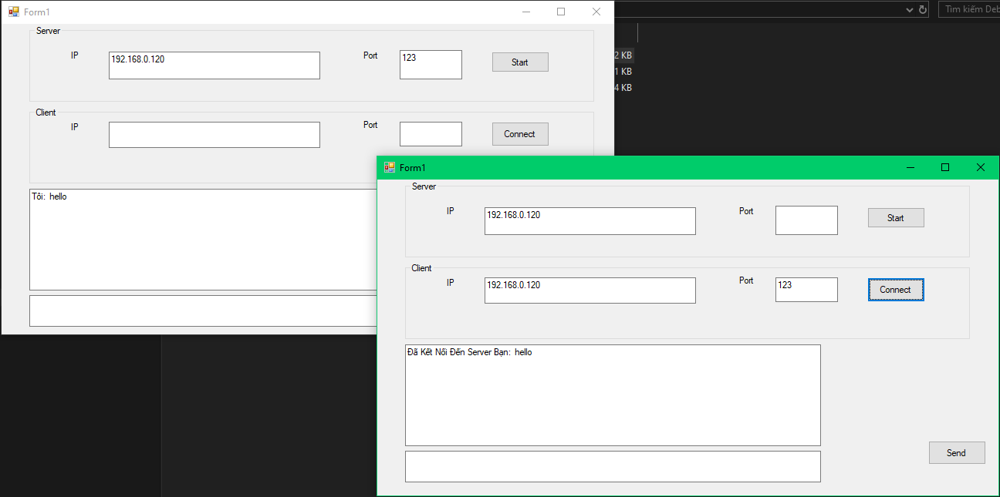 Form1
Tìm kiếm Deb
Server
IP 192.168.0.120 Port 123 Start
2 KB
1 KB
4 KB
Client
IP Port Connect
Tôi: hello
Form1
Server
IP 192.168.0.120 Port Start
Client
IP 192.168.0.120 Port 123 Connect
Đã Kết Nối Đến Server Bạn: hello
Send